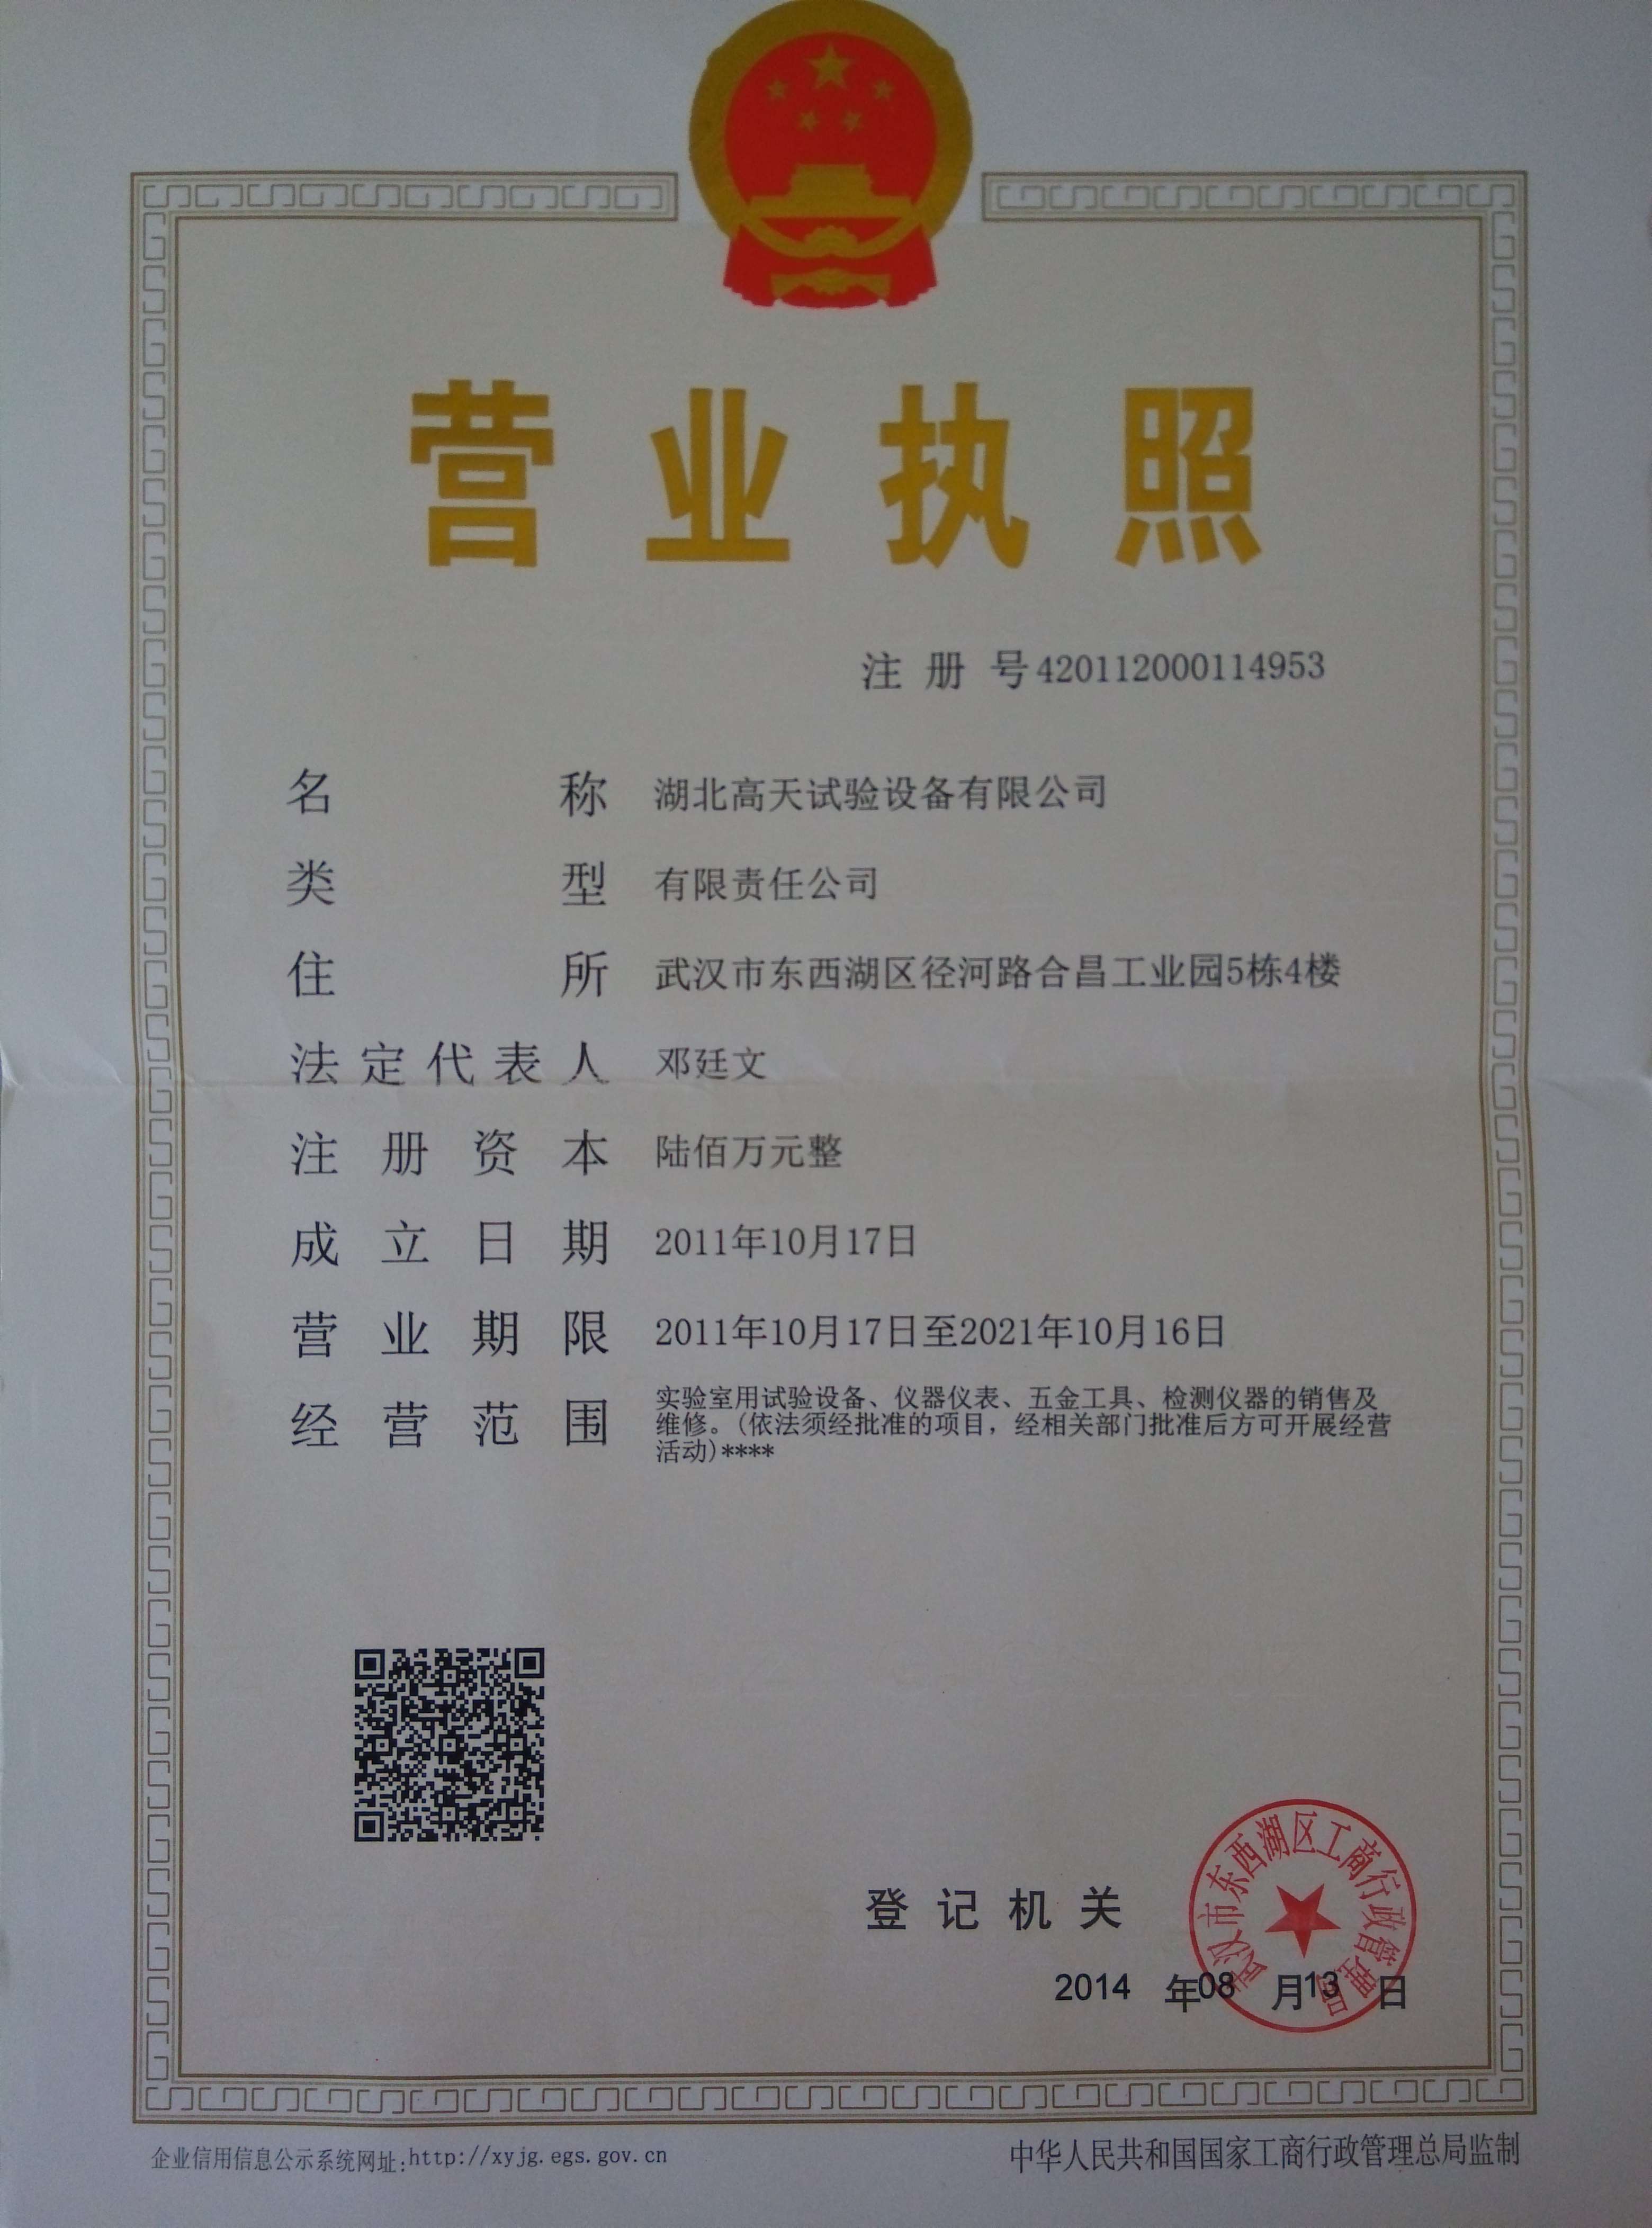 营业执照
注册号420112000114953
名称 湖北高天试验设备有限公司
类型 有限责任公司
住所 武汉市东西湖区径河路合昌工业园5栋4楼
法定代表人 邓廷文
注册资本 陆佰万元整
成立日期 2011年10月17日
营业期限 2011年10月17日至2021年10月16日
经营范围 实验室用试验设备、仪器仪表、五金工具、检测仪器的销售及
维修。(依法须经批准的项目，经相关部门批准后方可开展经营
活动)****
登记机关
武汉市东西湖区工商行政管理局
2014年08月13日
企业信用信息公示系统网址:http://xyjg.egs.gov.cn
中华人民共和国国家工商行政管理总局监制